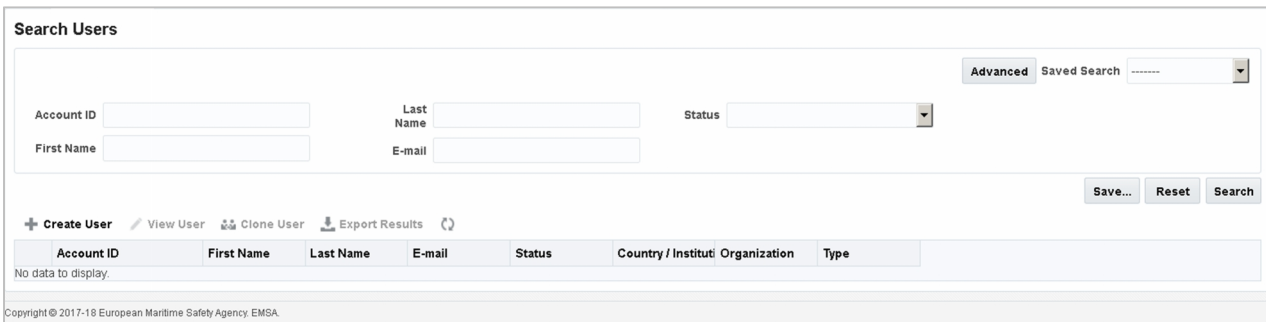 Search Users
Advanced Saved Search -------
Account ID Last Name Status
First Name E-mail
Save... Reset Search
Create User View User Clone User Export Results
Account ID First Name Last Name E-mail Status Country / Instituti Organization Type
No data to display.
Copyright © 2017-18 European Maritime Safety Agency. EMSA.